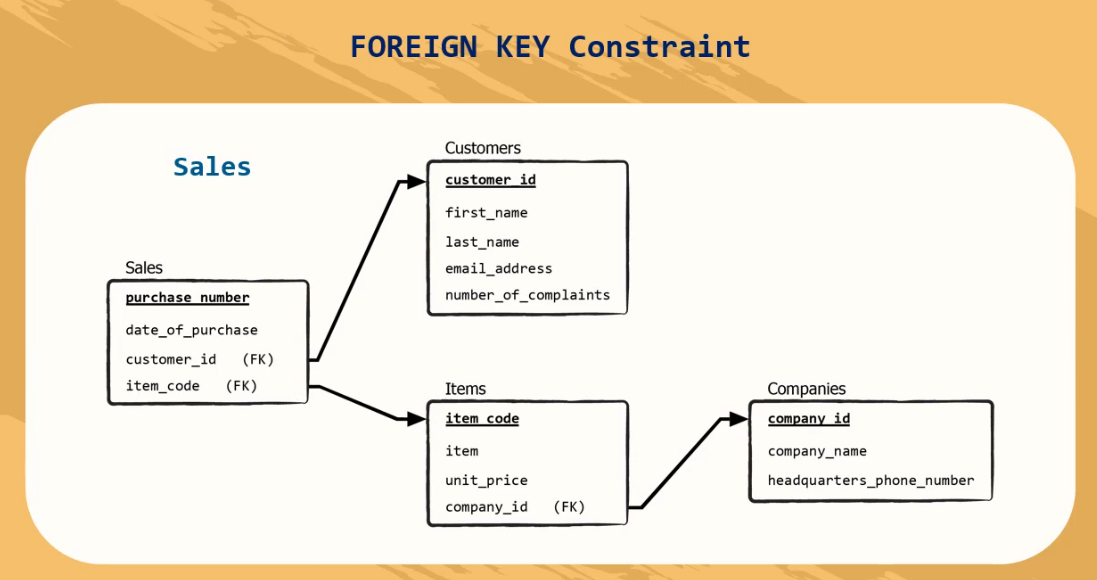 FOREIGN KEY Constraint
Sales
Customers
customer_id
first_name
last_name
email_address
number_of_complaints
Sales
purchase_number
date_of_purchase
customer_id (FK)
item_code (FK)
Items
item_code
item
unit_price
company_id (FK)
Companies
company_id
company_name
headquarters_phone_number